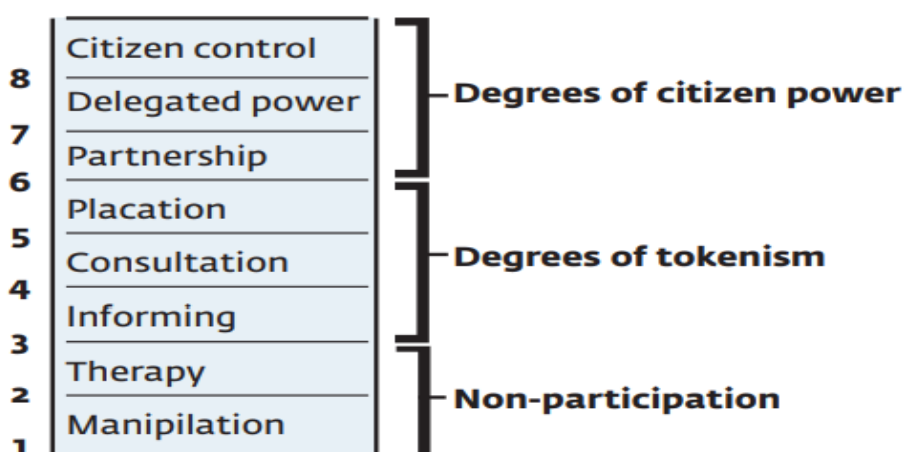 Citizen control
8
Delegated power
Degrees of citizen power
7
Partnership
6
Placation
5
Consultation
Degrees of tokenism
4
Informing
3
Therapy
2
Non-participation
Manipilation
1